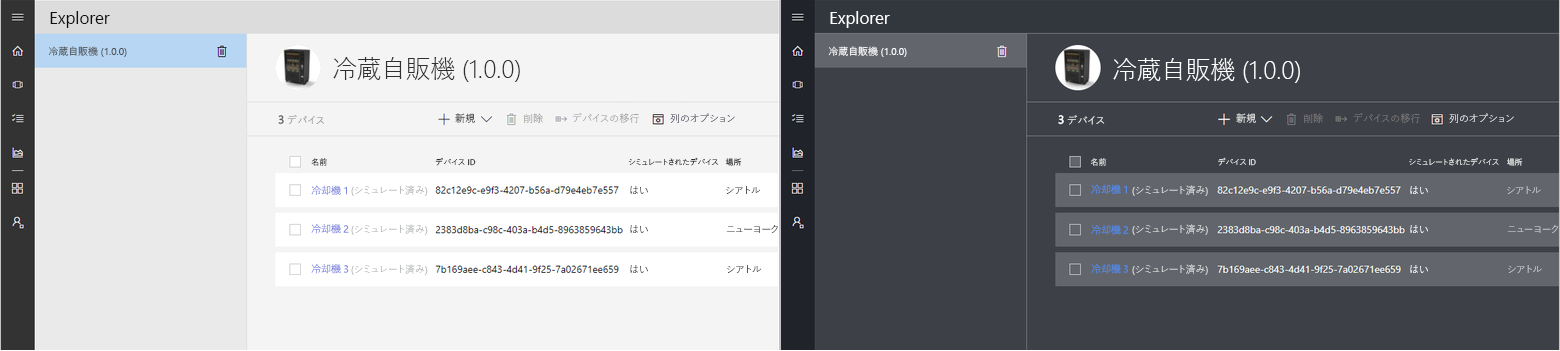 Explorer
冷蔵自販機 (1.0.0)
冷蔵自販機 (1.0.0)
3 デバイス
新規 削除 デバイスの移行 列のオプション
名前 デバイス ID シミュレートされたデバイス 場所
冷却機 1 (シミュレート済み) 82c12e9c-e9f3-4207-b56a-d79e4eb7e557 はい シアトル
冷却機 2 (シミュレート済み) 2383d8ba-c98c-403a-b4d5-8963859643bb はい ニューヨーク
冷却機 3 (シミュレート済み) 7b169aee-c843-4d41-9f25-7a02671ee659 はい シアトル
Explorer
冷蔵自販機 (1.0.0)
冷蔵自販機 (1.0.0)
3 デバイス
新規 削除 デバイスの移行 列のオプション
名前 デバイス ID シミュレートされたデバイス 場所
冷却機 1 (シミュレート済み) 82c12e9c-e9f3-4207-b56a-d79e4eb7e557 はい シアトル
冷却機 2 (シミュレート済み) 2383d8ba-c98c-403a-b4d5-8963859643bb はい ニューヨーク
冷却機 3 (シミュレート済み) 7b169aee-c843-4d41-9f25-7a02671ee659 はい シアトル